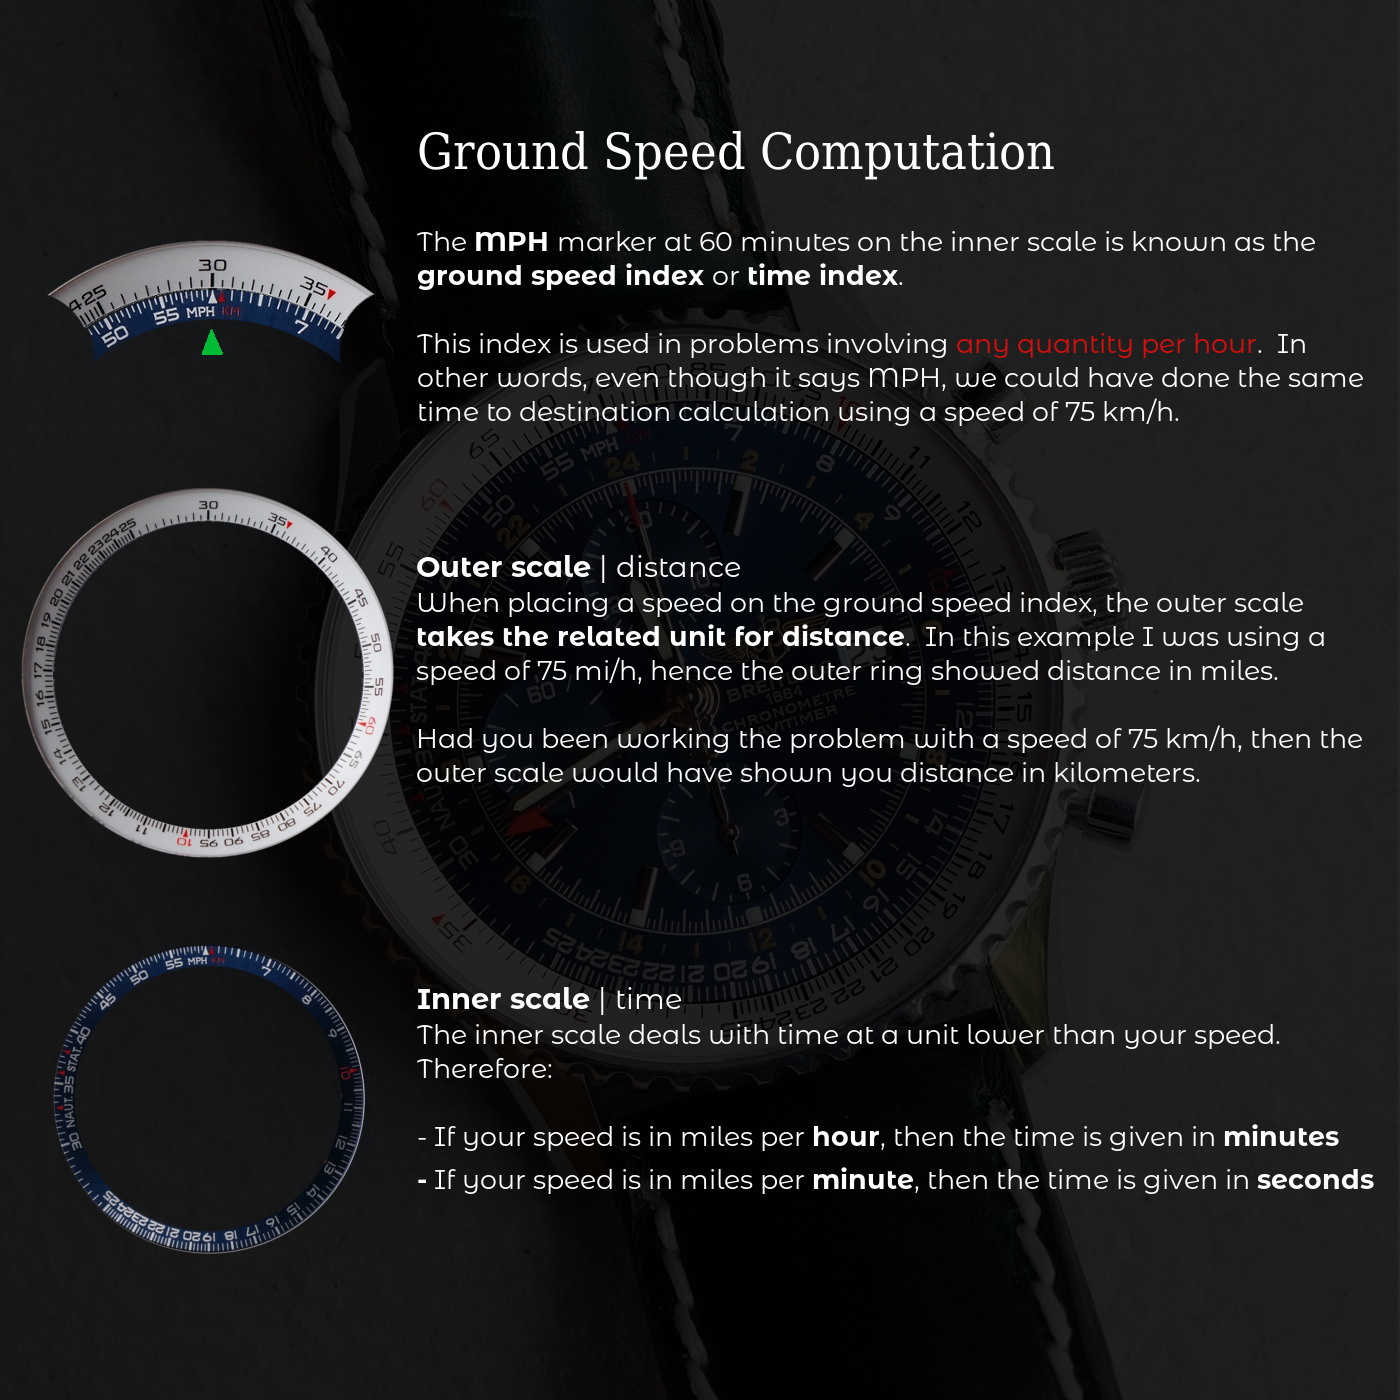 Ground Speed Computation
The MPH marker at 60 minutes on the inner scale is known as the
ground speed index or time index.
This index is used in problems involving any quantity per hour. In
other words, even though it says MPH, we could have done the same
time to destination calculation using a speed of 75 km/h.
25 30 35
50 55 MPH KM 7
Outer scale | distance
When placing a speed on the ground speed index, the outer scale
takes the related unit for distance. In this example I was using a
speed of 75 mi/h, hence the outer ring showed distance in miles.
Had you been working the problem with a speed of 75 km/h, then the
outer scale would have shown you distance in kilometers.
30 35 40 45 50 55 60 65 70 75 80 85 90 95 10 11 12 13 14 15 16 17 18 19 20 21 22 23 24 25
Inner scale | time
The inner scale deals with time at a unit lower than your speed.
Therefore:
- If your speed is in miles per hour, then the time is given in minutes
- If your speed is in miles per minute, then the time is given in seconds
MPH KM 7 8 9 10 11 12 13 14 15 16 17 18 19 20 21 22 23 24 25 30 NAUT. 35 STAT. 40 45 50 55